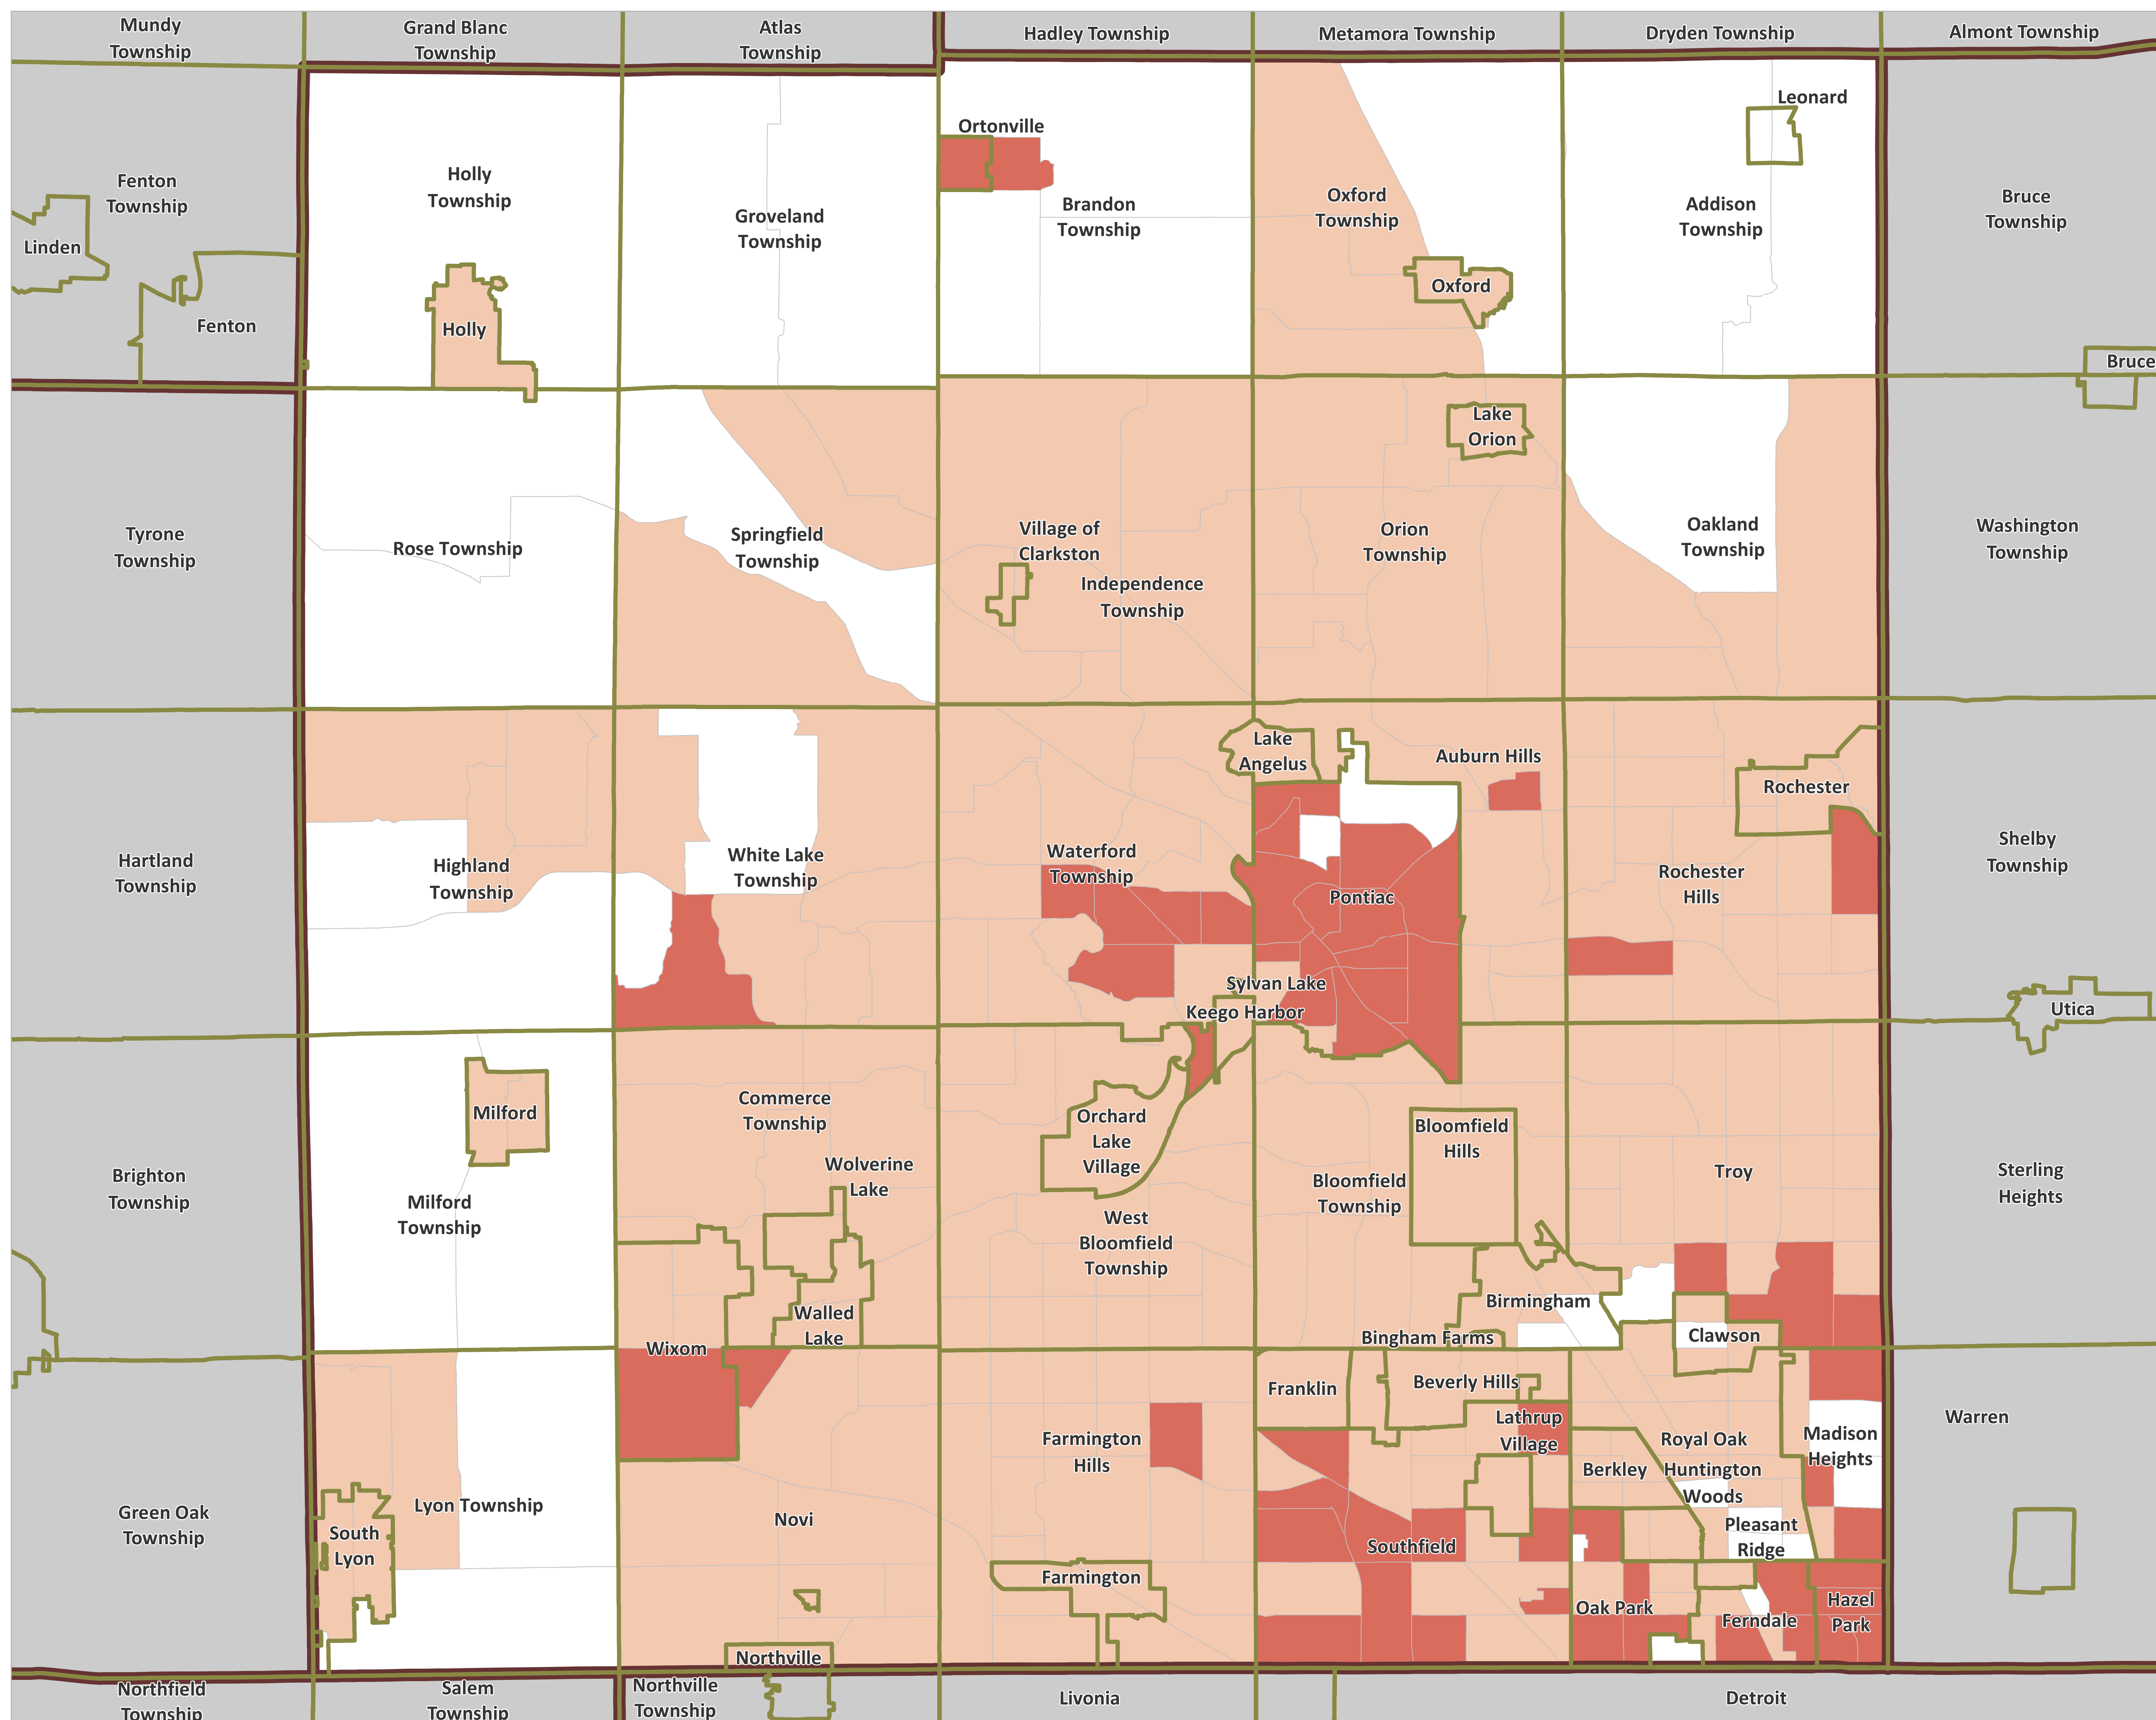 Mundy
Township
Grand Blanc
Township
Atlas
Township
Hadley Township
Metamora Township
Dryden Township
Almont Township
Leonard
Ortonville
Fenton
Township
Linden
Fenton
Holly
Township
Holly
Groveland
Township
Brandon
Township
Oxford
Township
Oxford
Addison
Township
Bruce
Township
Bruce
Tyrone
Township
Rose Township
Springfield
Township
Village of
Clarkston
Independence
Township
Lake
Orion
Orion
Township
Oakland
Township
Washington
Township
Hartland
Township
Highland
Township
White Lake
Township
Waterford
Township
Lake
Angelus
Auburn Hills
Pontiac
Rochester
Rochester
Hills
Shelby
Township
Sylvan Lake
Keego Harbor
Utica
Brighton
Township
Milford
Milford
Township
Commerce
Township
Wolverine
Lake
Walled
Lake
Wixom
Orchard
Lake
Village
West
Bloomfield
Township
Bloomfield
Hills
Bloomfield
Township
Troy
Sterling
Heights
Birmingham
Bingham Farms
Clawson
Green Oak
Township
South
Lyon
Lyon Township
Novi
Northville
Farmington
Hills
Farmington
Franklin
Beverly Hills
Lathrup
Village
Southfield
Royal Oak
Berkley
Huntington
Woods
Pleasant
Ridge
Madison
Heights
Oak Park
Ferndale
Hazel
Park
Warren
Northfield
Township
Salem
Township
Northville
Township
Livonia
Detroit